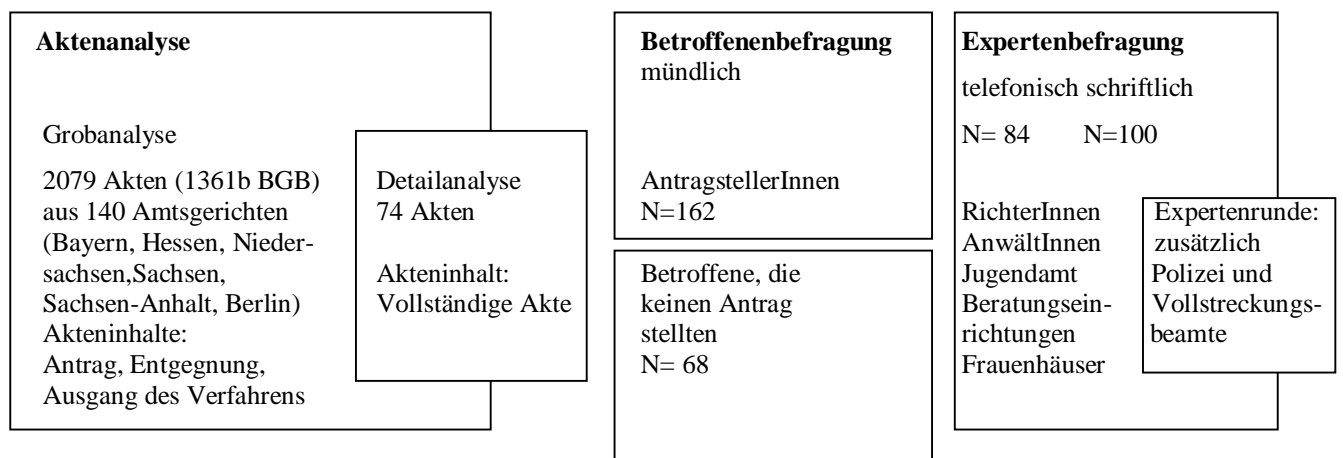 Aktenanalyse
Grobanalyse
2079 Akten (1361b BGB)
aus 140 Amtsgerichten
(Bayern, Hessen, Nieder-
sachsen,Sachsen,
Sachsen-Anhalt, Berlin)
Akteninhalte:
Antrag, Entgegnung,
Ausgang des Verfahrens
Detailanalyse
74 Akten
Akteninhalt:
Vollständige Akte
Betroffenenbefragung
mündlich
AntragstellerInnen
N=162
Betroffene, die
keinen Antrag
stellten
N= 68
Expertenbefragung
telefonisch schriftlich
N= 84 N=100
RichterInnen
AnwältInnen
Jugendamt
Beratungsein-
richtungen
Frauenhäuser
Expertenrunde:
zusätzlich
Polizei und
Vollstreckungs-
beamte